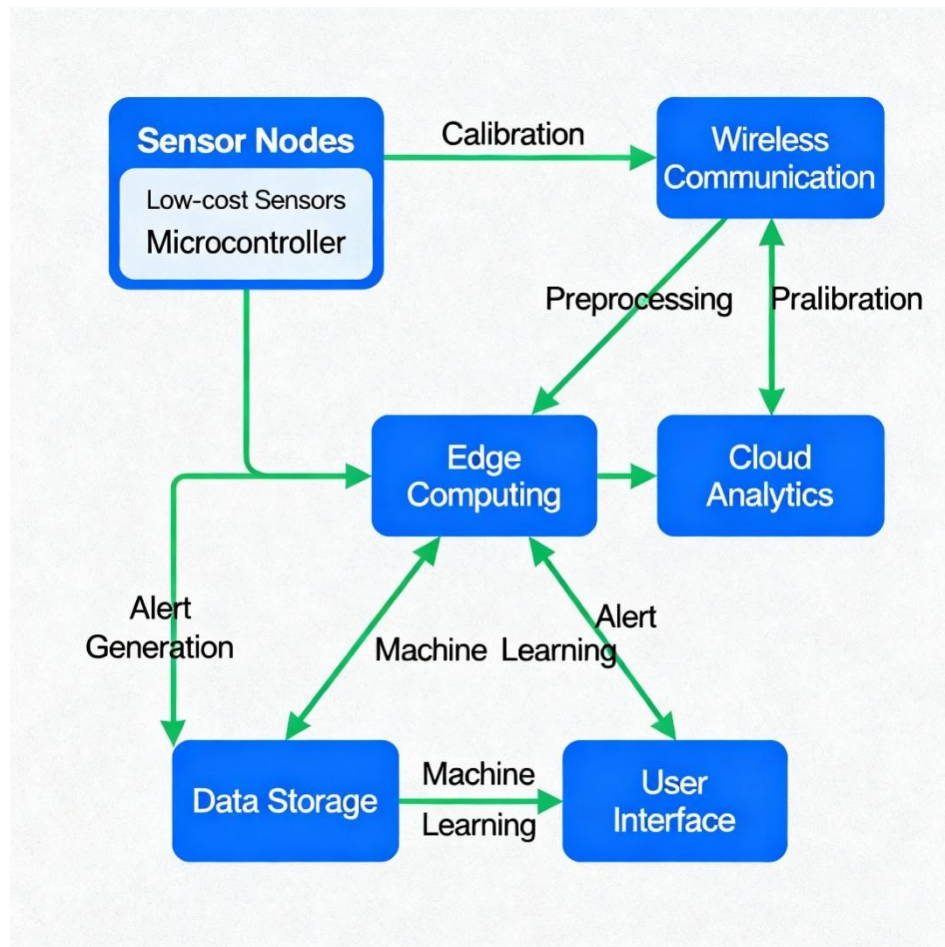 Sensor Nodes
Low-cost Sensors
Microcontroller
Calibration
Wireless
Communication
Preprocessing
Pralibration
Edge
Computing
Cloud
Analytics
Alert
Generation
Machine Learning
Alert
Data Storage
Machine
Learning
User
Interface